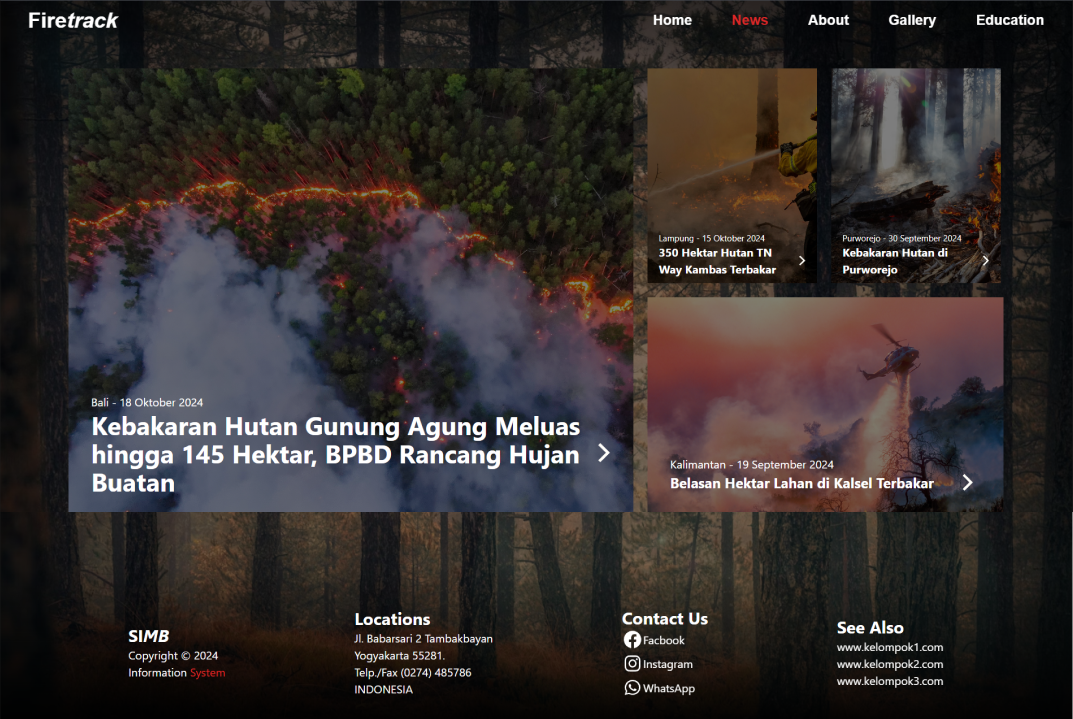 Firetrack
Home News About Gallery Education
Lampung - 15 Oktober 2024
350 Hektar Hutan TN
Way Kambas Terbakar
Purworejo - 30 September 2024
Kebakaran Hutan di
Purworejo
Bali - 18 Oktober 2024
Kebakaran Hutan Gunung Agung Meluas
hingga 145 Hektar, BPBD Rancang Hujan
Buatan
Kalimantan - 19 September 2024
Belasan Hektar Lahan di Kalsel Terbakar
SIMB
Copyright © 2024
Information System
Locations
Jl. Babarsari 2 Tambakbayan
Yogyakarta 55281.
Telp./Fax (0274) 485786
INDONESIA
Contact Us
Facbook
Instagram
WhatsApp
See Also
www.kelompok1.com
www.kelompok2.com
www.kelompok3.com